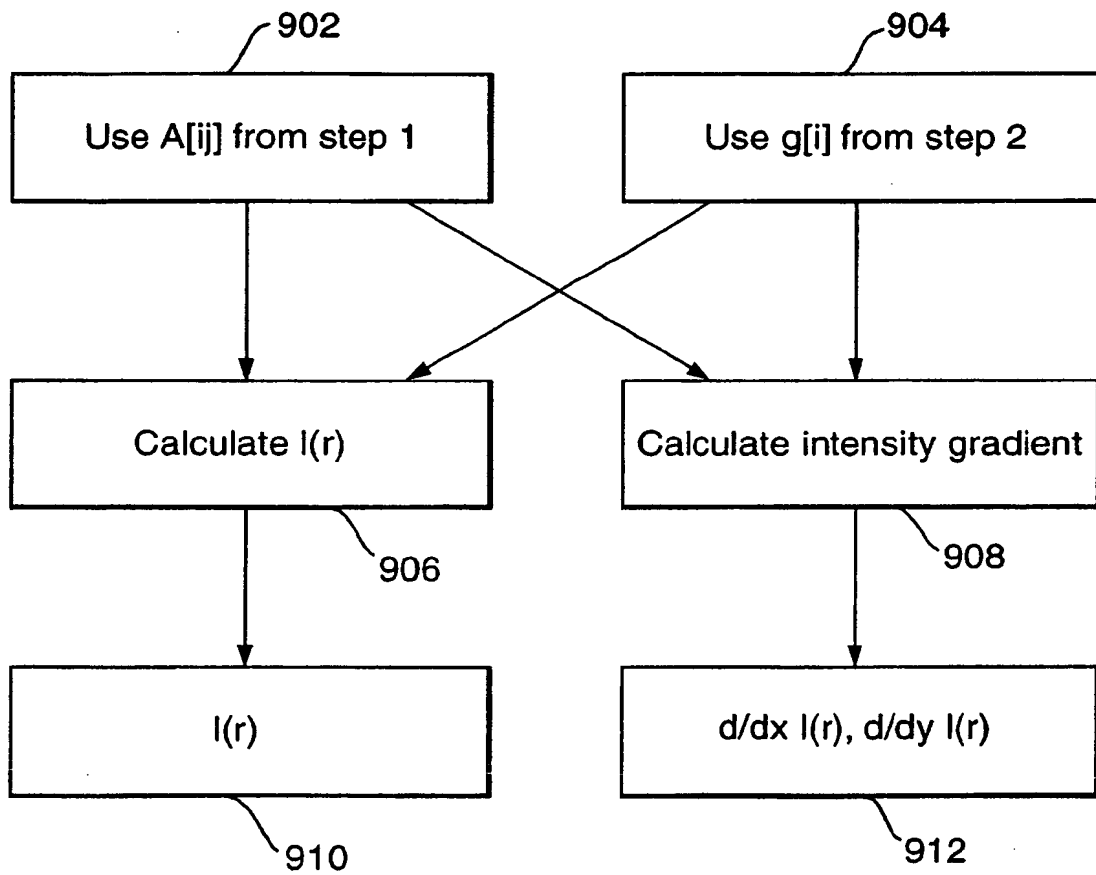 902
904
Use A[ij] from step 1
Use g[i] from step 2
Calculate I(r)
Calculate intensity gradient
906
908
I(r)
d/dx I(r), d/dy I(r)
910
912